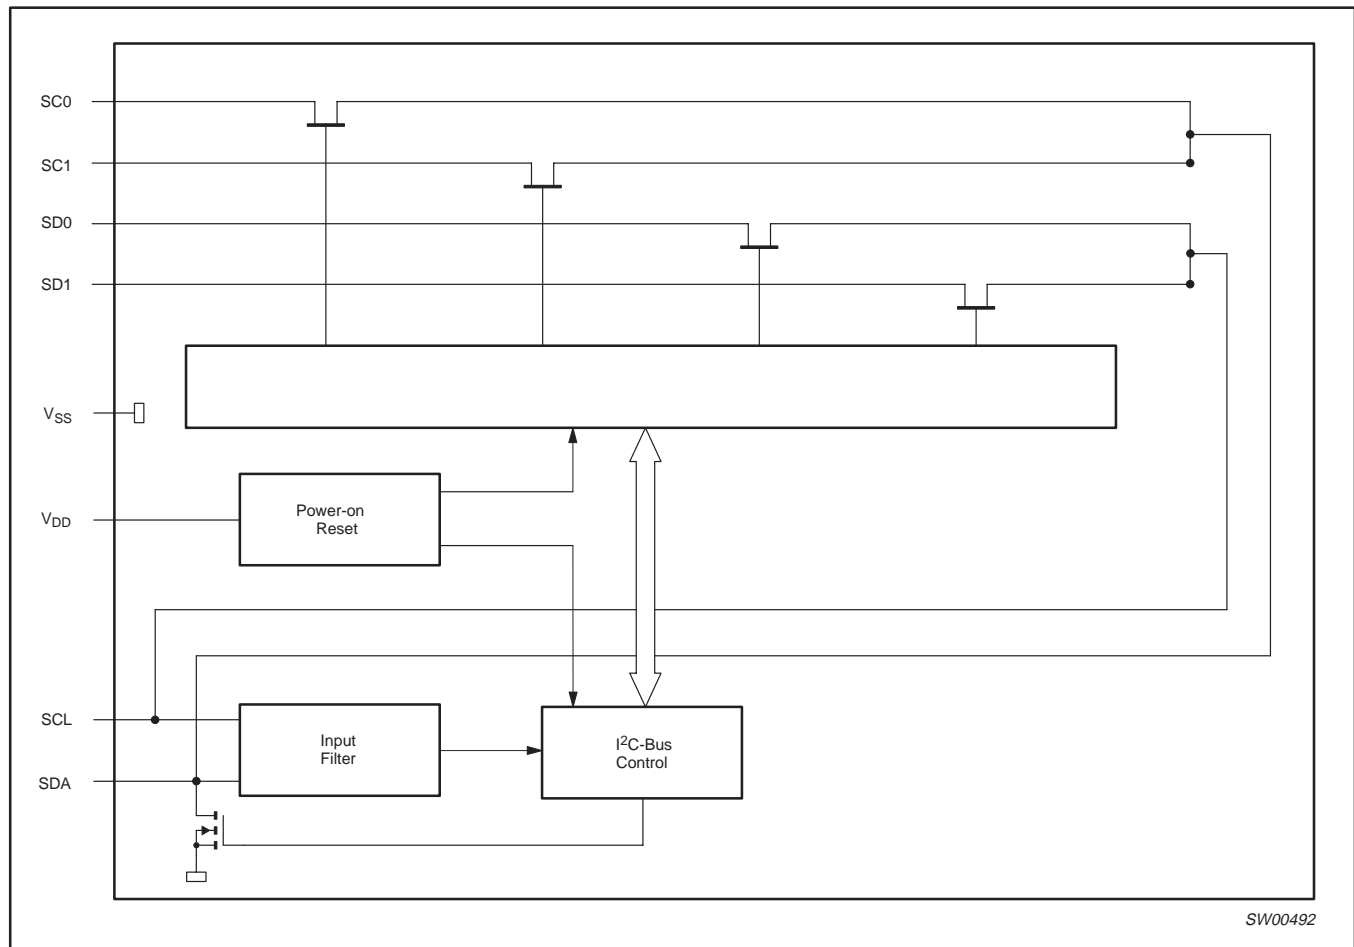 SC0
SC1
SD0
SD1
VSS
VDD
Power-on
Reset
SCL
SDA
Input
Filter
I2C-Bus
Control
SW00492